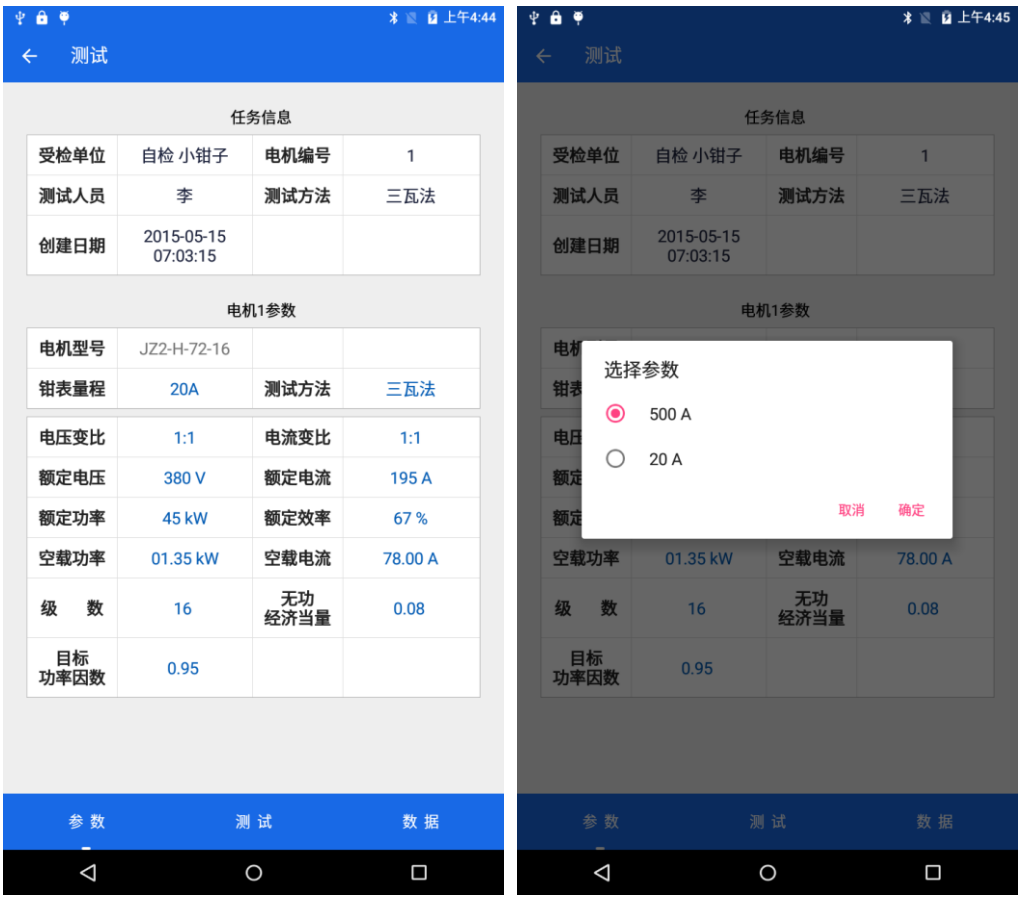 上午4:44
测试
任务信息
受检单位 自检 小钳子 电机编号 1
测试人员 李 测试方法 三瓦法
创建日期 2015-05-15
07:03:15
电机1参数
电机型号 JZ2-H-72-16
钳表量程 20A 测试方法 三瓦法
电压变比 1:1 电流变比 1:1
额定电压 380 V 额定电流 195 A
额定功率 45 kW 额定效率 67 %
空载功率 01.35 kW 空载电流 78.00 A
级 数 16 无功
经济当量 0.08
目标
功率因数 0.95
参 数 测 试 数 据
上午4:45
测试
任务信息
受检单位 自检 小钳子 电机编号 1
测试人员 李 测试方法 三瓦法
创建日期 2015-05-15
07:03:15
电机1参数
电机
钳表
电压
额定
额定
选择参数
500 A
20 A
取消 确定
空载功率 01.35 kW 空载电流 78.00 A
级 数 16 无功
经济当量 0.08
目标
功率因数 0.95
参 数 测 试 数 据